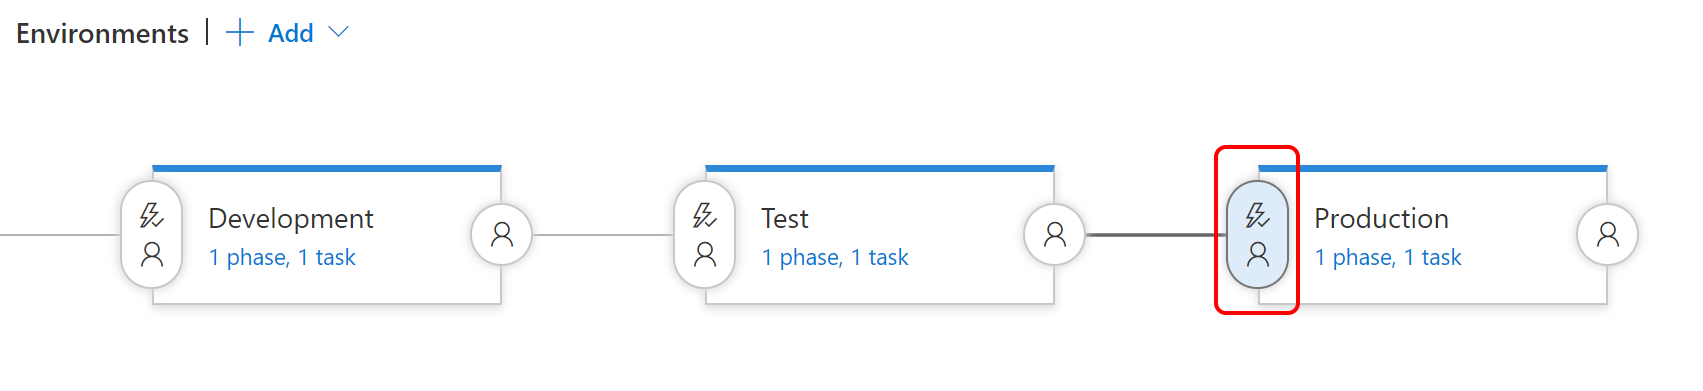 Environments | + Add
Development
1 phase, 1 task
Test
1 phase, 1 task
Production
1 phase, 1 task